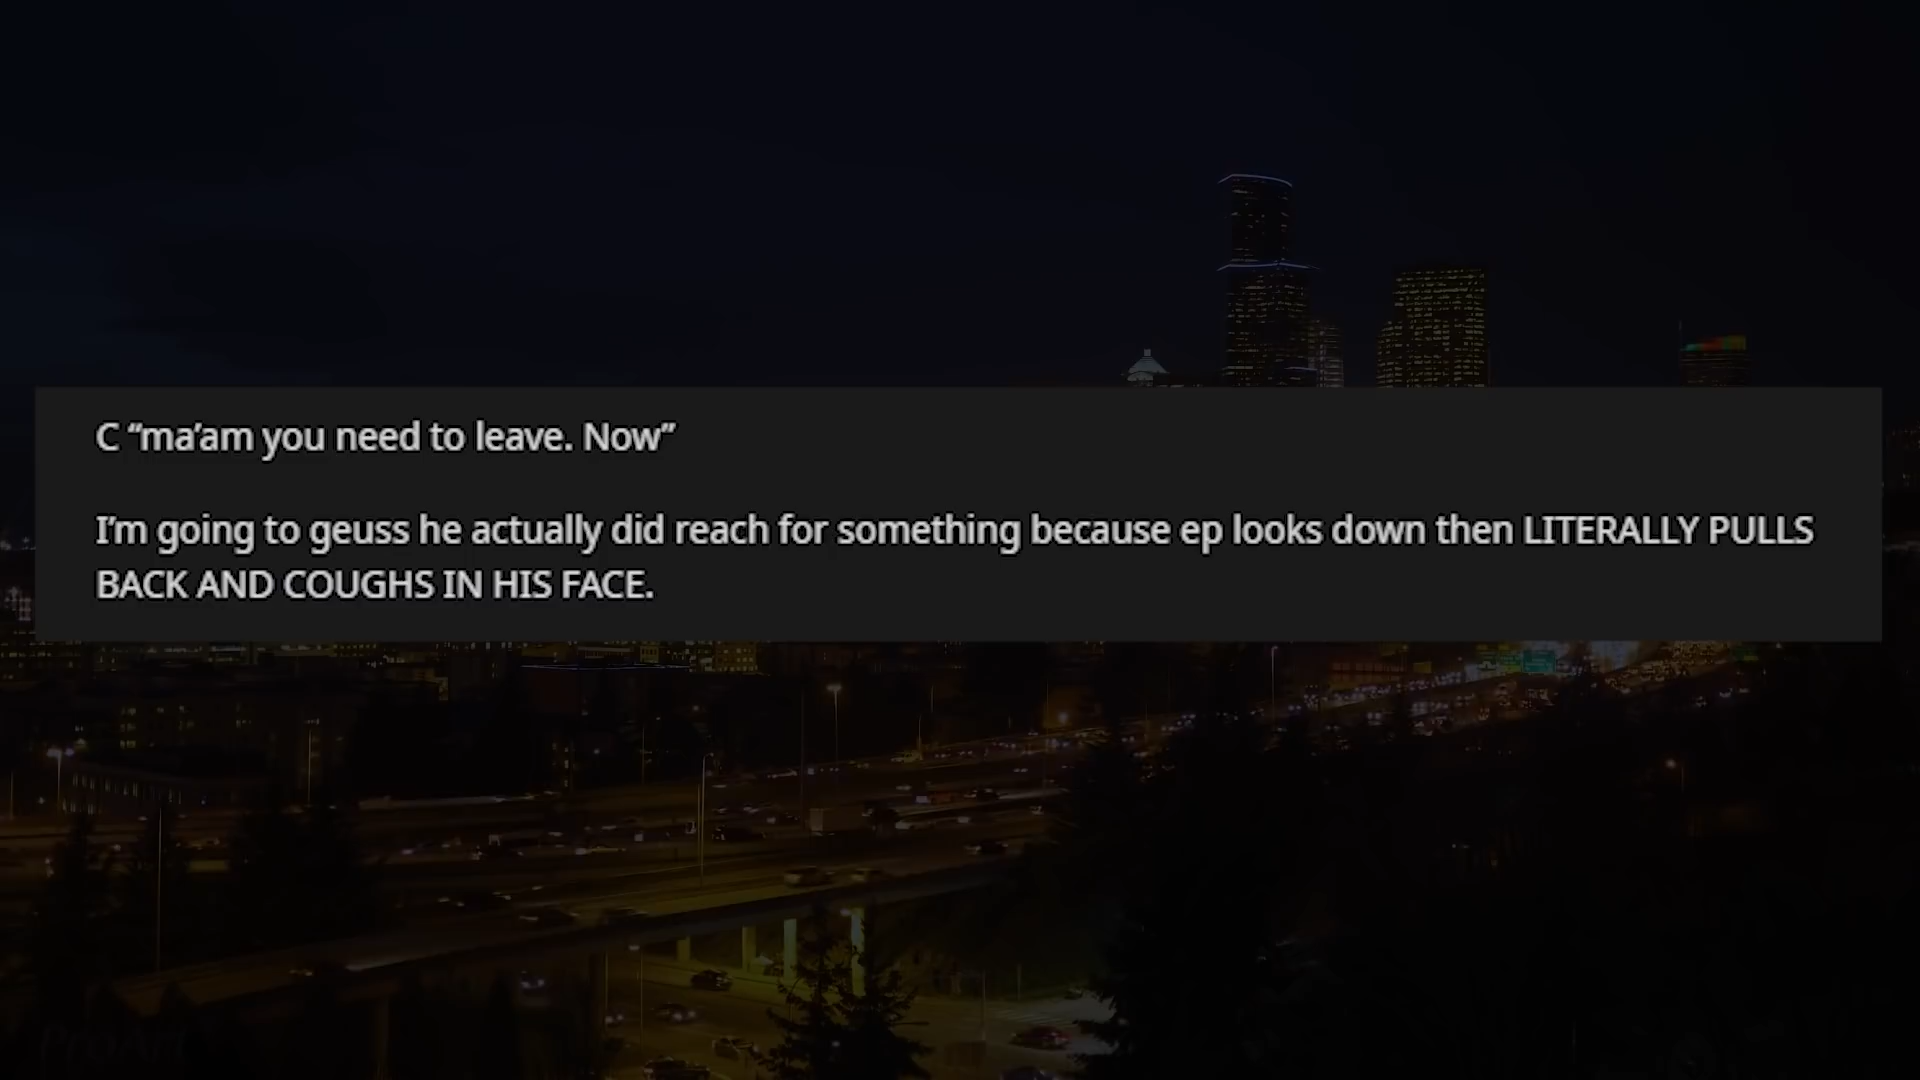 C “ma’am you need to leave. Now”
I’m going to geuss he actually did reach for something because ep looks down then LITERALLY PULLS
BACK AND COUGHS IN HIS FACE.